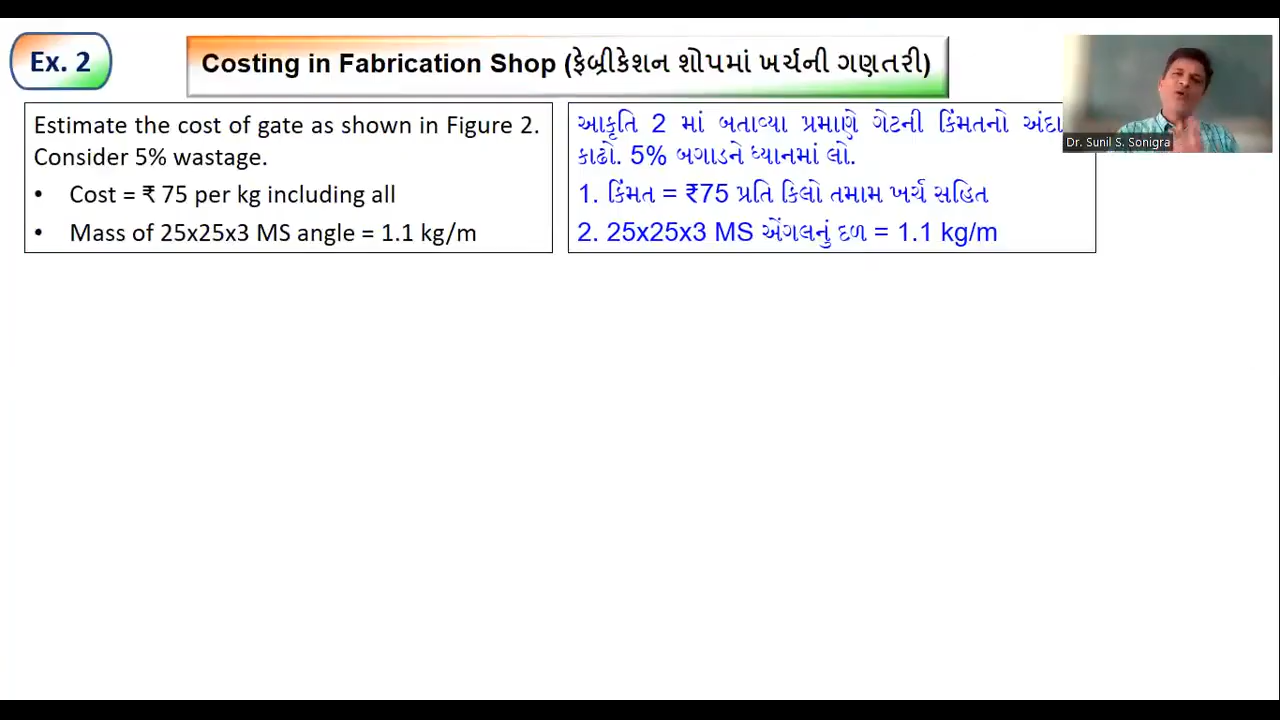 Ex. 2
Costing in Fabrication Shop (ફેબ્રીકેશન શોપમાં ખર્ચની ગણતરી)
Estimate the cost of gate as shown in Figure 2.
Consider 5% wastage.
• Cost = ₹ 75 per kg including all
• Mass of 25x25x3 MS angle = 1.1 kg/m
આકૃતિ 2 માં બતાવ્યા પ્રમાણે ગેટની કિંમતનો
કાઢો. 5% બગાડને ધ્યાનમાં લો.
1. કિંમત = ₹75 પ્રતિ કિલો તમામ ખર્ચ સહિત
2. 25x25x3 MS એંગલનું દળ = 1.1 kg/m
Dr. Sunil S. Sonigra